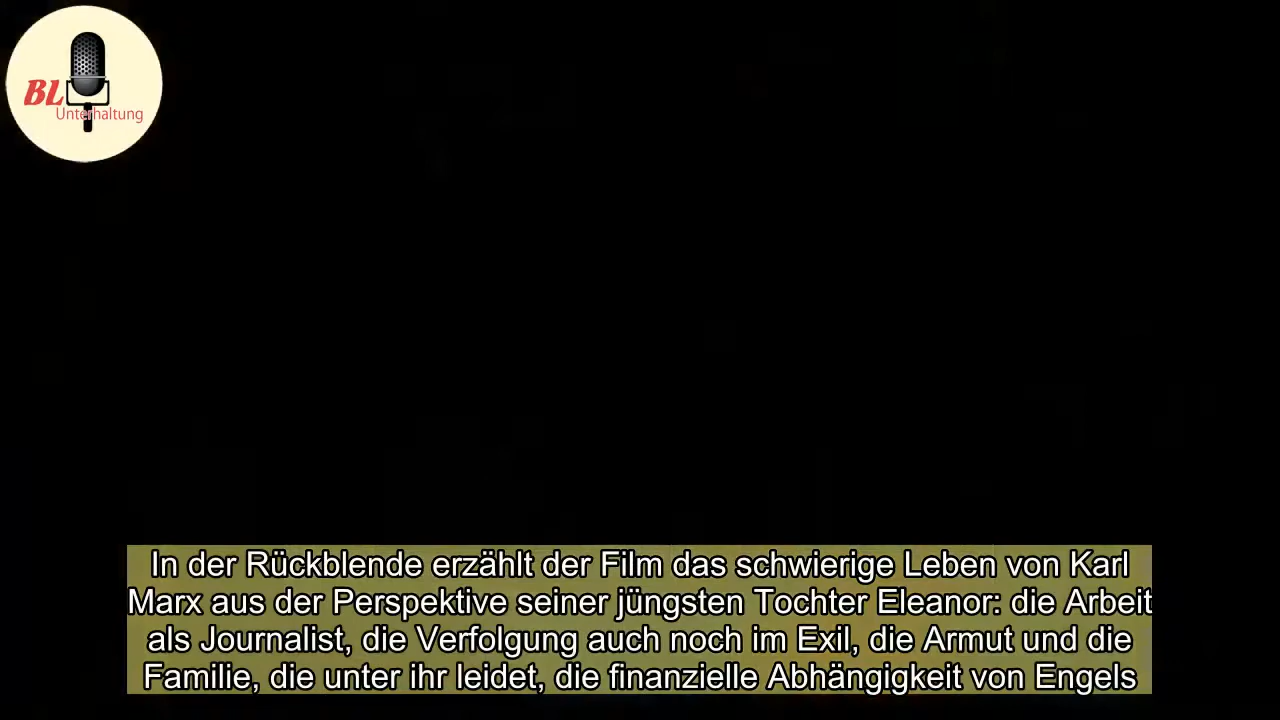 BL
Unterhaltung
In der Rückblende erzählt der Film das schwierige Leben von Karl
Marx aus der Perspektive seiner jüngsten Tochter Eleanor: die Arbeit
als Journalist, die Verfolgung auch noch im Exil, die Armut und die
Familie, die unter ihr leidet, die finanzielle Abhängigkeit von Engels